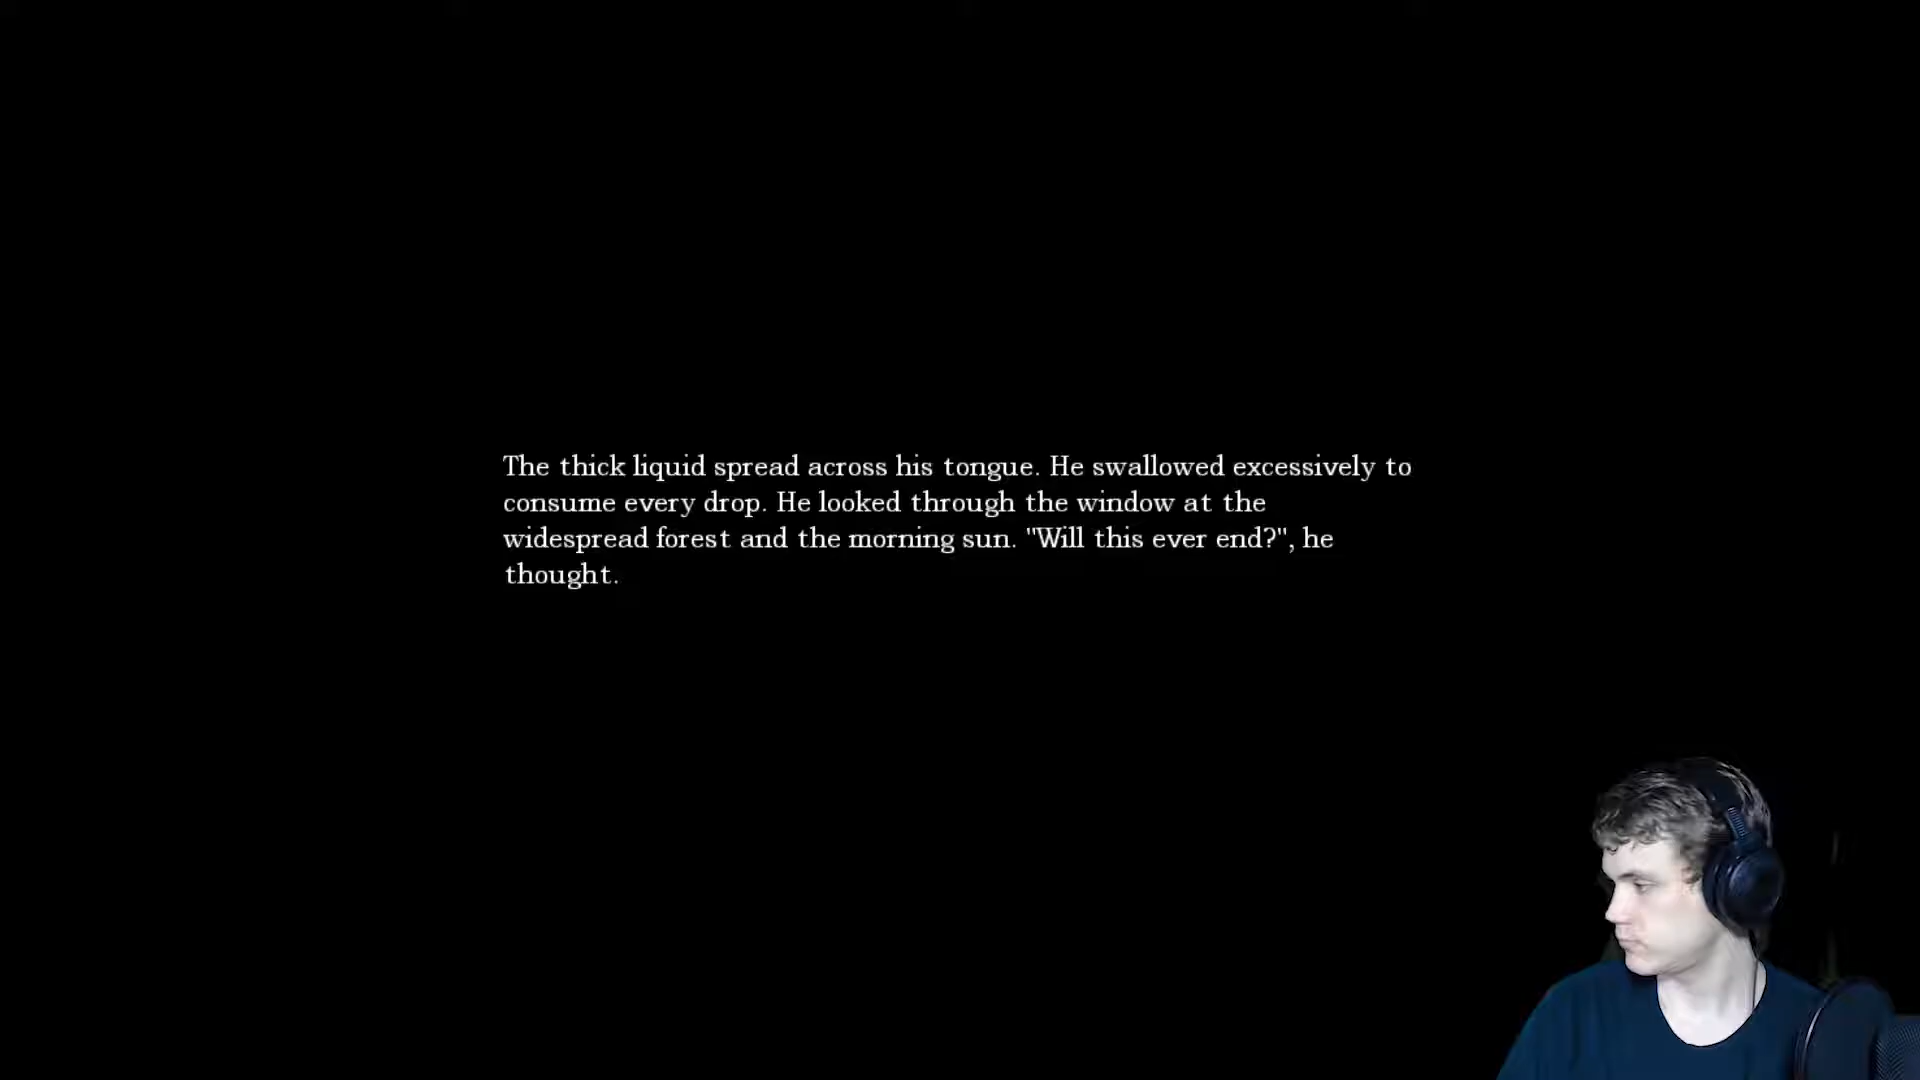 The thick liquid spread across his tongue. He swallowed excessively to
consume every drop. He looked through the window at the
widespread forest and the morning sun. "Will this ever end?", he
thought.